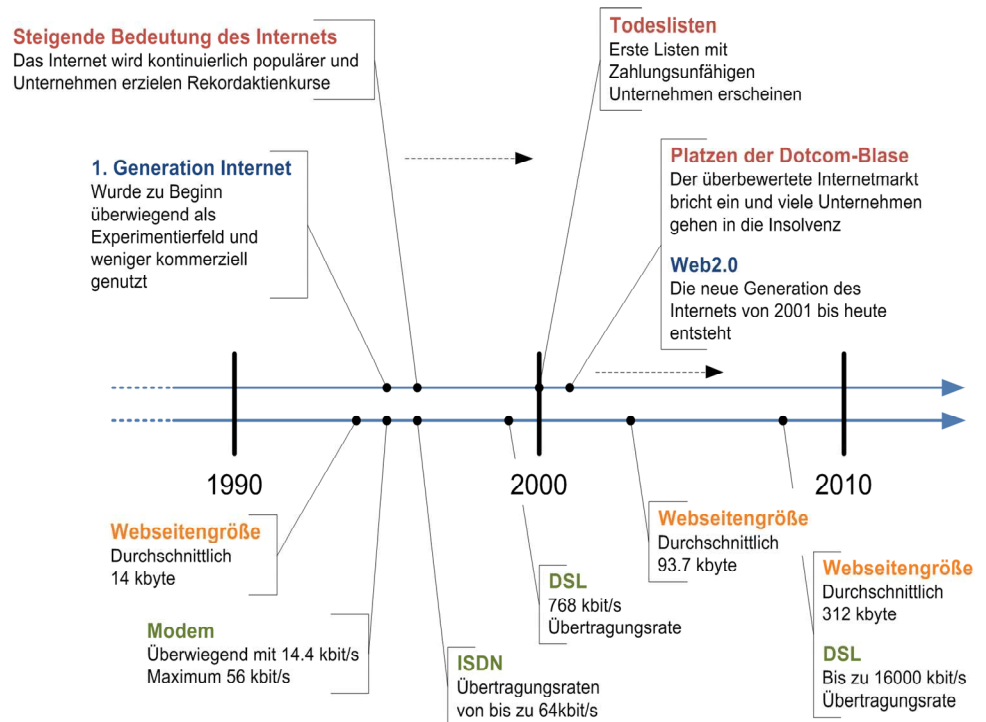 Steigende Bedeutung des Internets
Das Internet wird kontinuierlich populärer und
Unternehmen erzielen Rekordaktienkurse
Todeslisten
Erste Listen mit
Zahlungsunfähigen
Unternehmen erscheinen
1. Generation Internet
Wurde zu Beginn
überwiegend als
Experimentierfeld und
weniger kommerziell
genutzt
Platzen der Dotcom-Blase
Der überbewertete Internetmarkt
bricht ein und viele Unternehmen
gehen in die Insolvenz
Web2.0
Die neue Generation des
Internets von 2001 bis heute
entsteht
1990
2000
2010
Webseitengröße
Durchschnittlich
14 kbyte
Modem
Überwiegend mit 14.4 kbit/s
Maximum 56 kbit/s
ISDN
Übertragungsraten
von bis zu 64kbit/s
DSL
768 kbit/s
Übertragungsrate
Webseitengröße
Durchschnittlich
93.7 kbyte
Webseitengröße
Durchschnittlich
312 kbyte
DSL
Bis zu 16000 kbit/s
Übertragungsrate